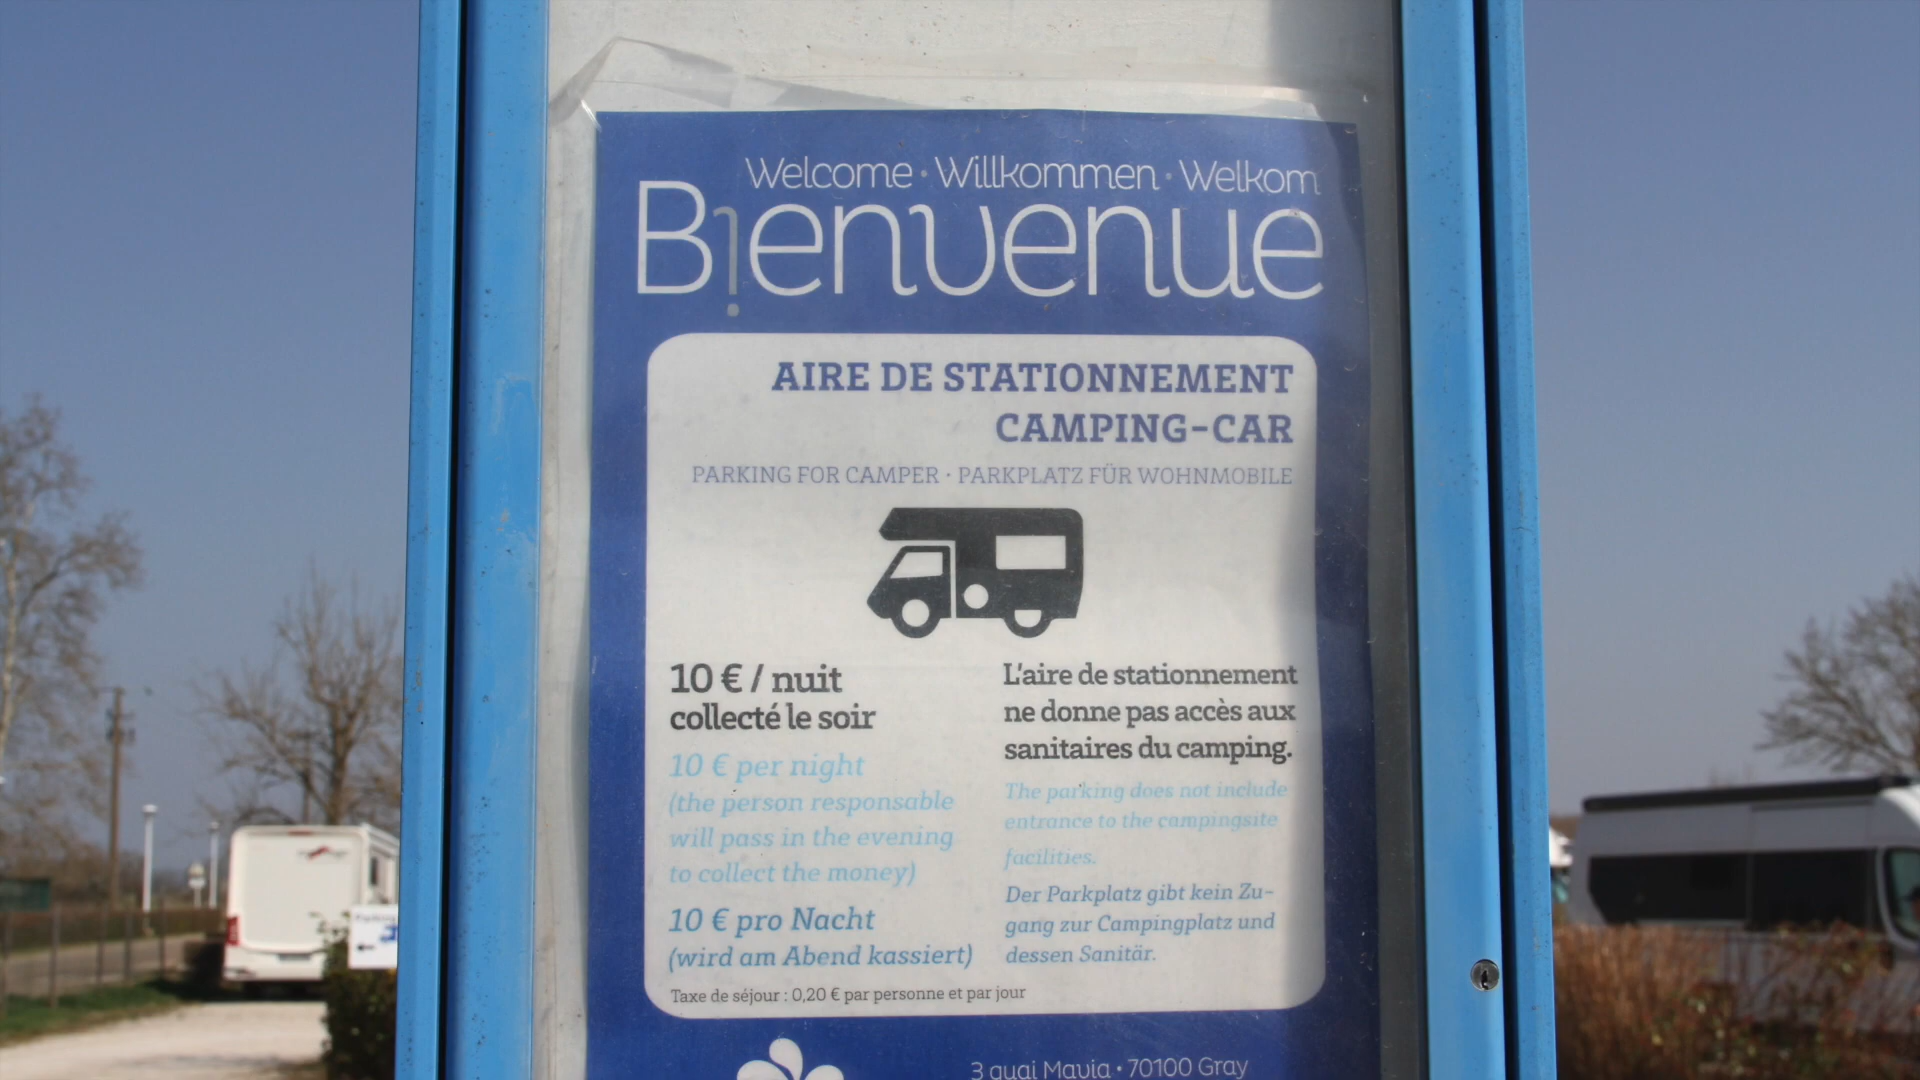 Welcome · Willkommen · Welkom
Bienvenue
AIRE DE STATIONNEMENT
CAMPING-CAR
PARKING FOR CAMPER · PARKPLATZ FÜR WOHNMOBILE
10 € / nuit
collecté le soir
10 € per night
(the person responsable
will pass in the evening
to collect the money)
10 € pro Nacht
(wird am Abend kassiert)
L'aire de stationnement
ne donne pas accès aux
sanitaires du camping.
The parking does not include
entrance to the campingsite
facilities.
Der Parkplatz gibt kein Zu-
gang zur Campingplatz und
dessen Sanitär.
Taxe de séjour : 0,20 € par personne et par jour
3 quai Mavia · 70100 Gray